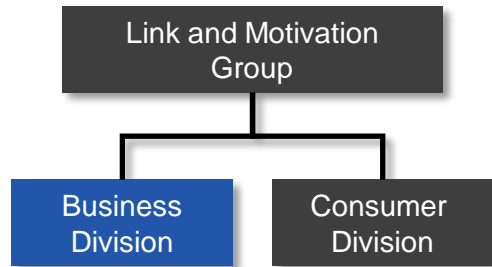 Link and Motivation
Group
Business
Division
Consumer
Division